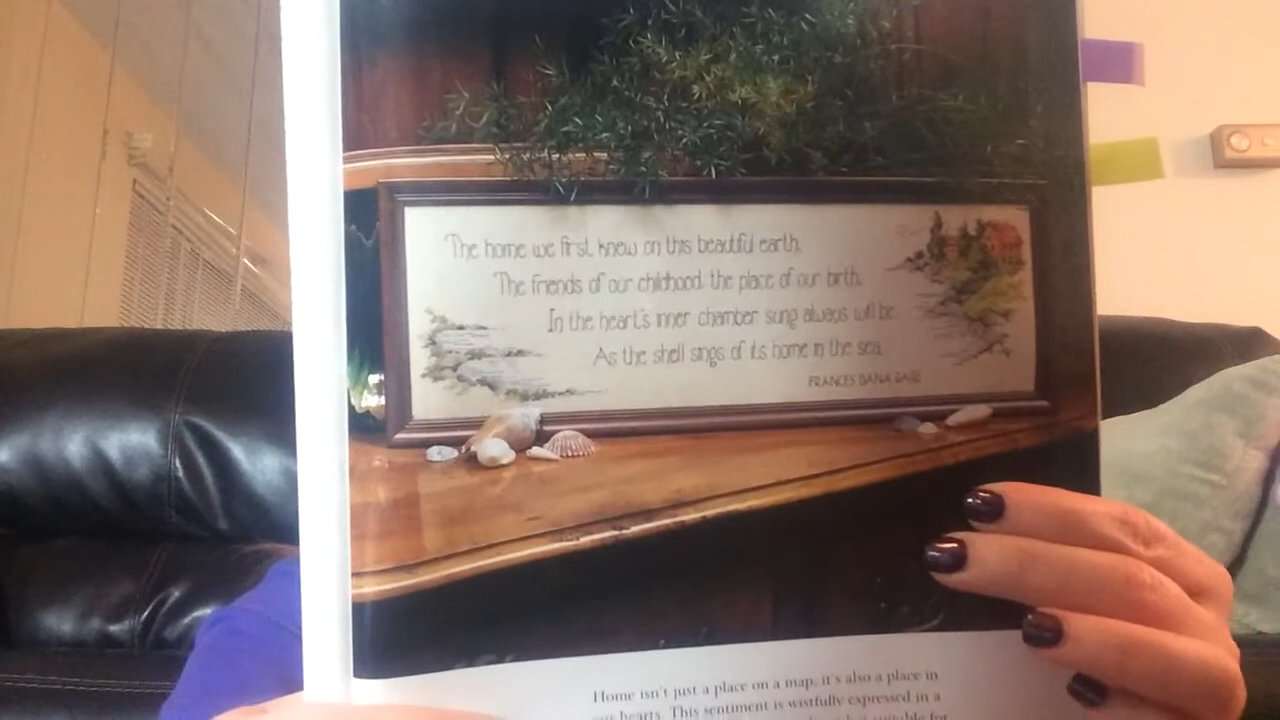 The home we first knew on this beautiful earth,
The friends of our childhood, the place of our birth,
In the heart's inner chamber sung always will be
As the shell sings of its home in the sea.
FRANCES DANA GAGE
Home isn't just a place on a map; it's also a place in
our hearts. This sentiment is wistfully expressed in a
suitable for